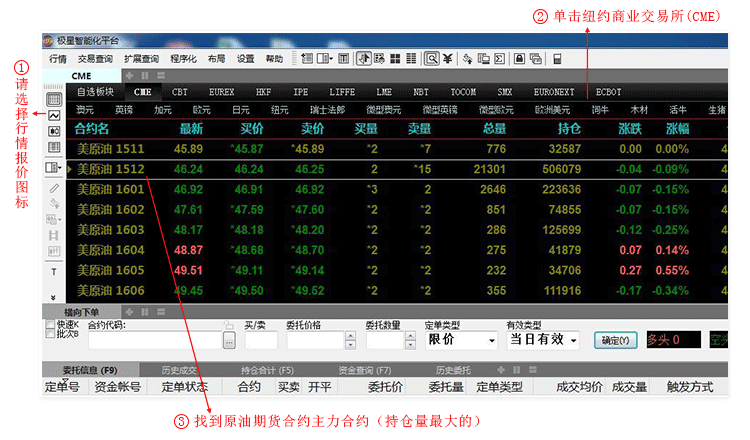 ② 单击纽约商业交易所(CME)
极星智能化平台
行情 交易查询 扩展查询 程序化 布局 设置 帮助
CME
① 请选择行情报价图标
自选板块 CME CBT EUREX HKF IPE LIFFE LME NBT TOCOM SMX EURONEXT ECBOT
澳元 英镑 加元 欧元 日元 纽元 瑞士法郎 微型澳元 微型英镑 微型欧元 欧洲美元 饲牛 木材 活牛 生猪
合约名 最新 买价 卖价 买量 卖量 总量 持仓 涨跌 涨幅
美原油 1511 45.89 *45.87 *45.89 *2 *7 776 32587 0.00 0.00% 4
美原油 1512 46.24 46.24 46.25 2 *15 21301 506079 -0.04 -0.09% 4
美原油 1601 46.92 46.91 46.92 *3 2 2646 223636 -0.07 -0.15% 4
美原油 1602 47.61 *47.59 *47.60 *2 *2 851 74855 -0.07 -0.15% 4
美原油 1603 48.17 *48.18 *48.20 *2 *2 286 125699 -0.12 -0.25% 4
美原油 1604 48.87 *48.68 *48.70 *2 *2 275 41879 0.07 0.14% 4
美原油 1605 49.51 *49.11 *49.14 *2 *2 232 34706 0.27 0.55% 4
美原油 1606 49.45 *49.50 *49.52 *2 *2 355 111916 -0.17 -0.34% 4
横向下单
快速K 合约代码: 买/卖 委托价格 委托数量 定单类型 有效类型
批次B 限价 当日有效 确定(Y) 多头 0 空头
委托信息 (F9) 历史成交 持仓合计 (F5) 资金查询 (F7) 历史委托
定单号 资金帐号 定单状态 合约 买卖 开平 委托价 委托量 定单类型 成交均价 成交量 触发方式
③ 找到原油期货合约主力合约（持仓量最大的）